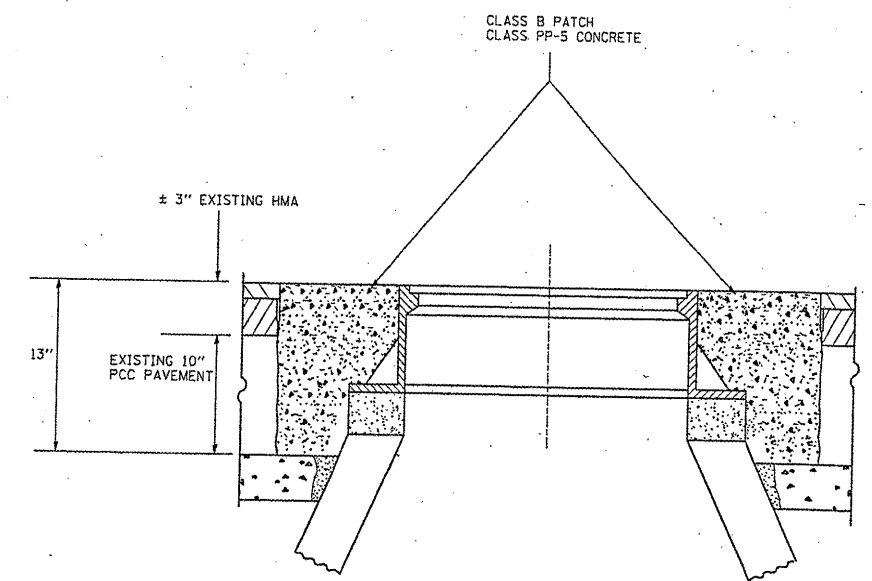 CLASS B PATCH
CLASS PP-5 CONCRETE
± 3" EXISTING HMA
13"
EXISTING 10"
PCC PAVEMENT